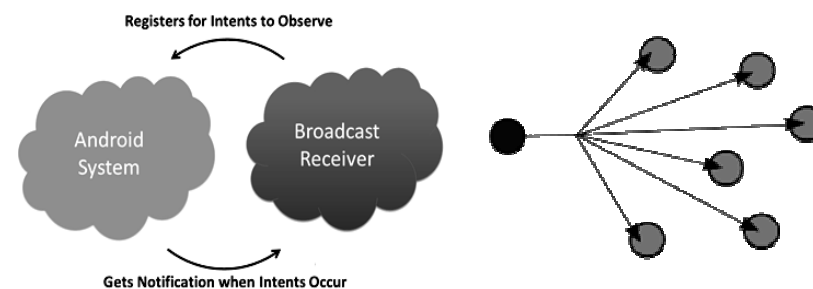 Registers for Intents to Observe
Android
System
Broadcast
Receiver
Gets Notification when Intents Occur